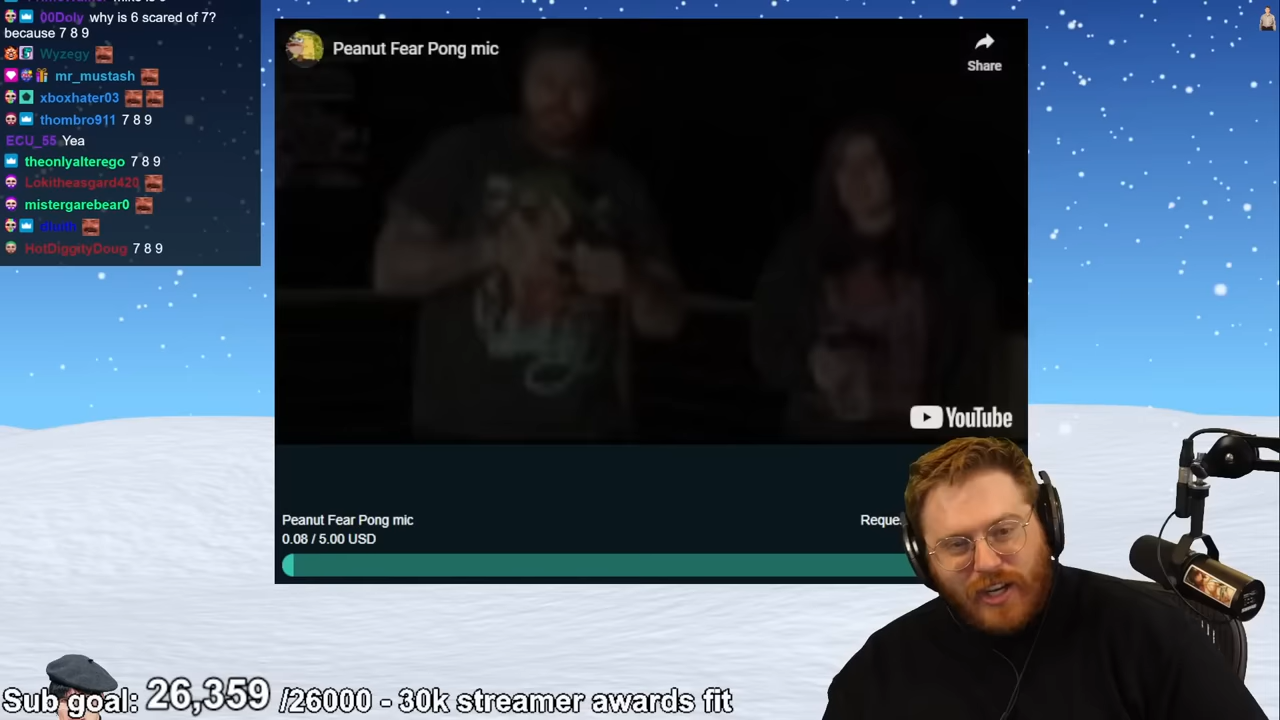 00Doly why is 6 scared of 7?
because 7 8 9
Wyzegy
mr_mustash
xboxhater03
thombro911 7 8 9
ECU_55 Yea
theonlyalterego 7 8 9
Lokitheasgard420
mistergarebear0
HotDiggityDoug 7 8 9
Peanut Fear Pong mic
Share
YouTube
Peanut Fear Pong mic
0.08 / 5.00 USD
Sub goal: 26,359 /26000 - 30k streamer awards fit